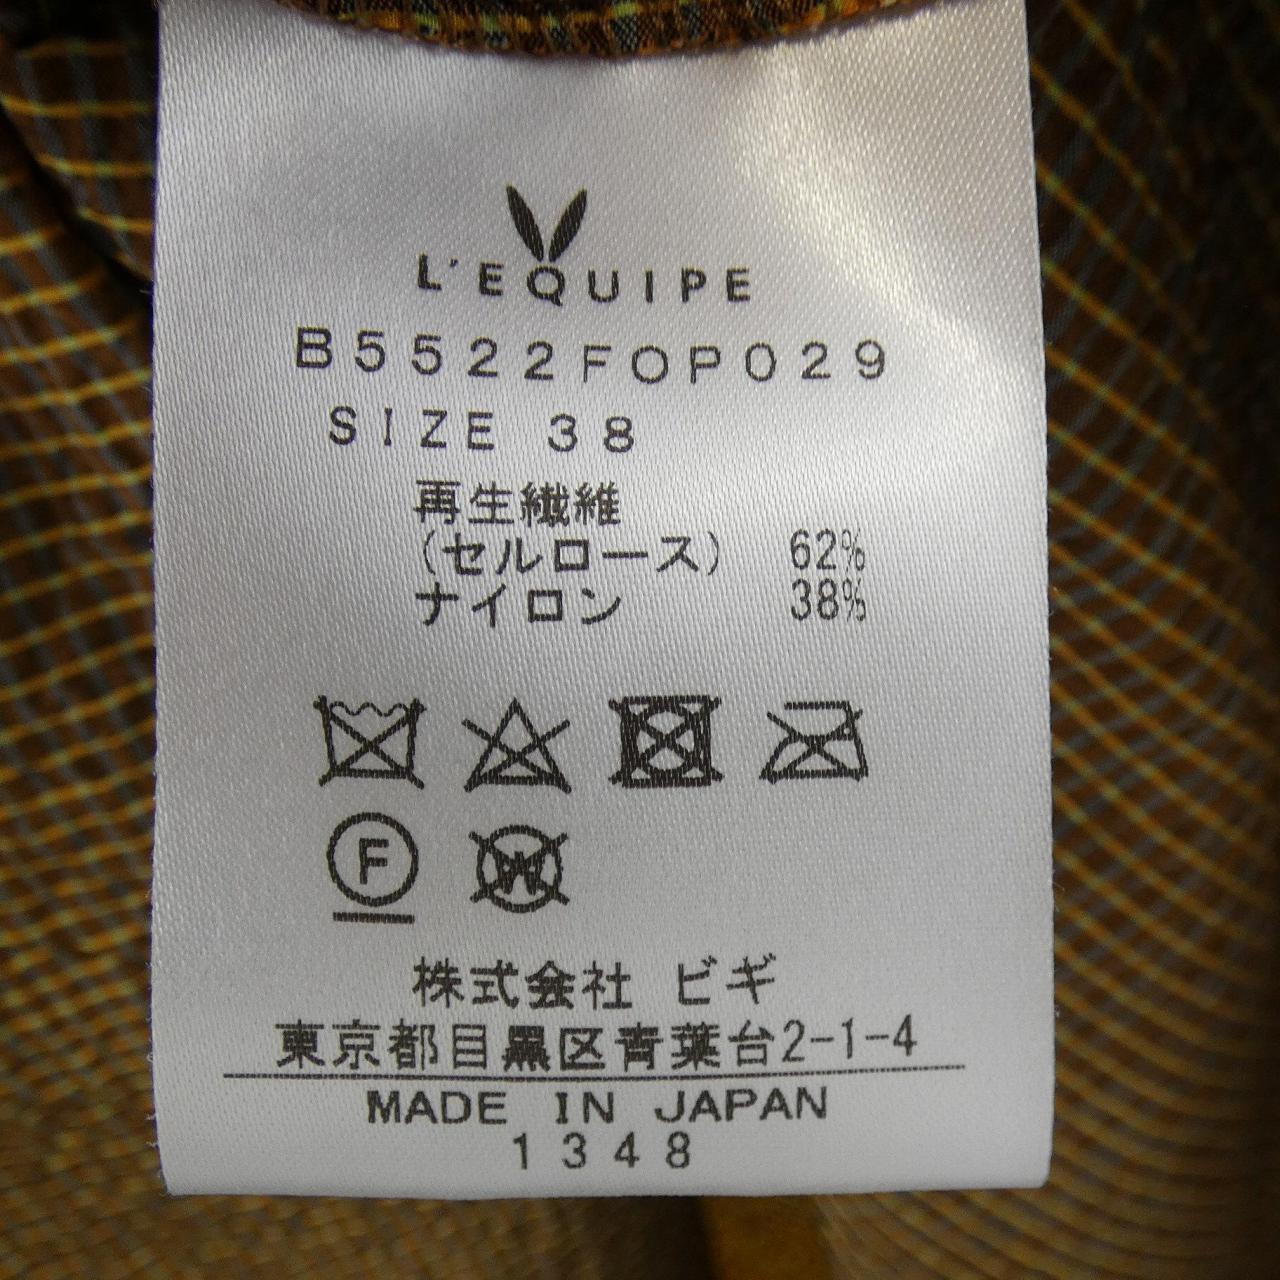 L'EQUIPE
B5522FOP029
SIZE 38
再生繊維
(セルロース) 62%
ナイロン 38%
F
W
株式会社 ビギ
東京都目黒区青葉台2-1-4
MADE IN JAPAN
1348